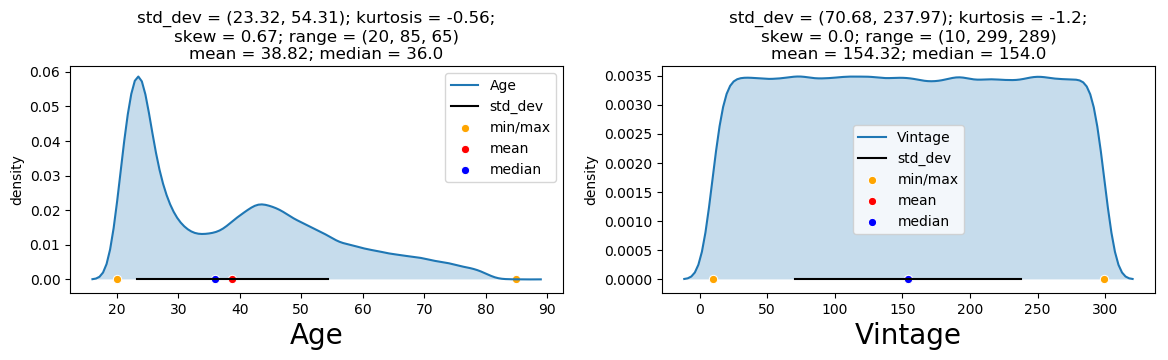 std_dev = (23.32, 54.31); kurtosis = -0.56;
skew = 0.67; range = (20, 85, 65)
mean = 38.82; median = 36.0
0.06
0.05
0.04
0.03
0.02
0.01
0.00
density
Age
std_dev
min/max
mean
median
20 30 40 50 60 70 80 90
Age
std_dev = (70.68, 237.97); kurtosis = -1.2;
skew = 0.0; range = (10, 299, 289)
mean = 154.32; median = 154.0
0.0035
0.0030
0.0025
0.0020
0.0015
0.0010
0.0005
0.0000
density
Vintage
std_dev
min/max
mean
median
0 50 100 150 200 250 300
Vintage